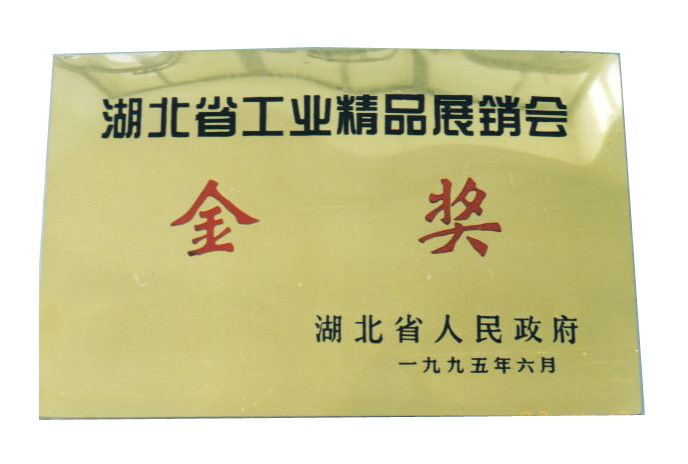 湖北省工业精品展销会
金奖
湖北省人民政府
一九九五年六月